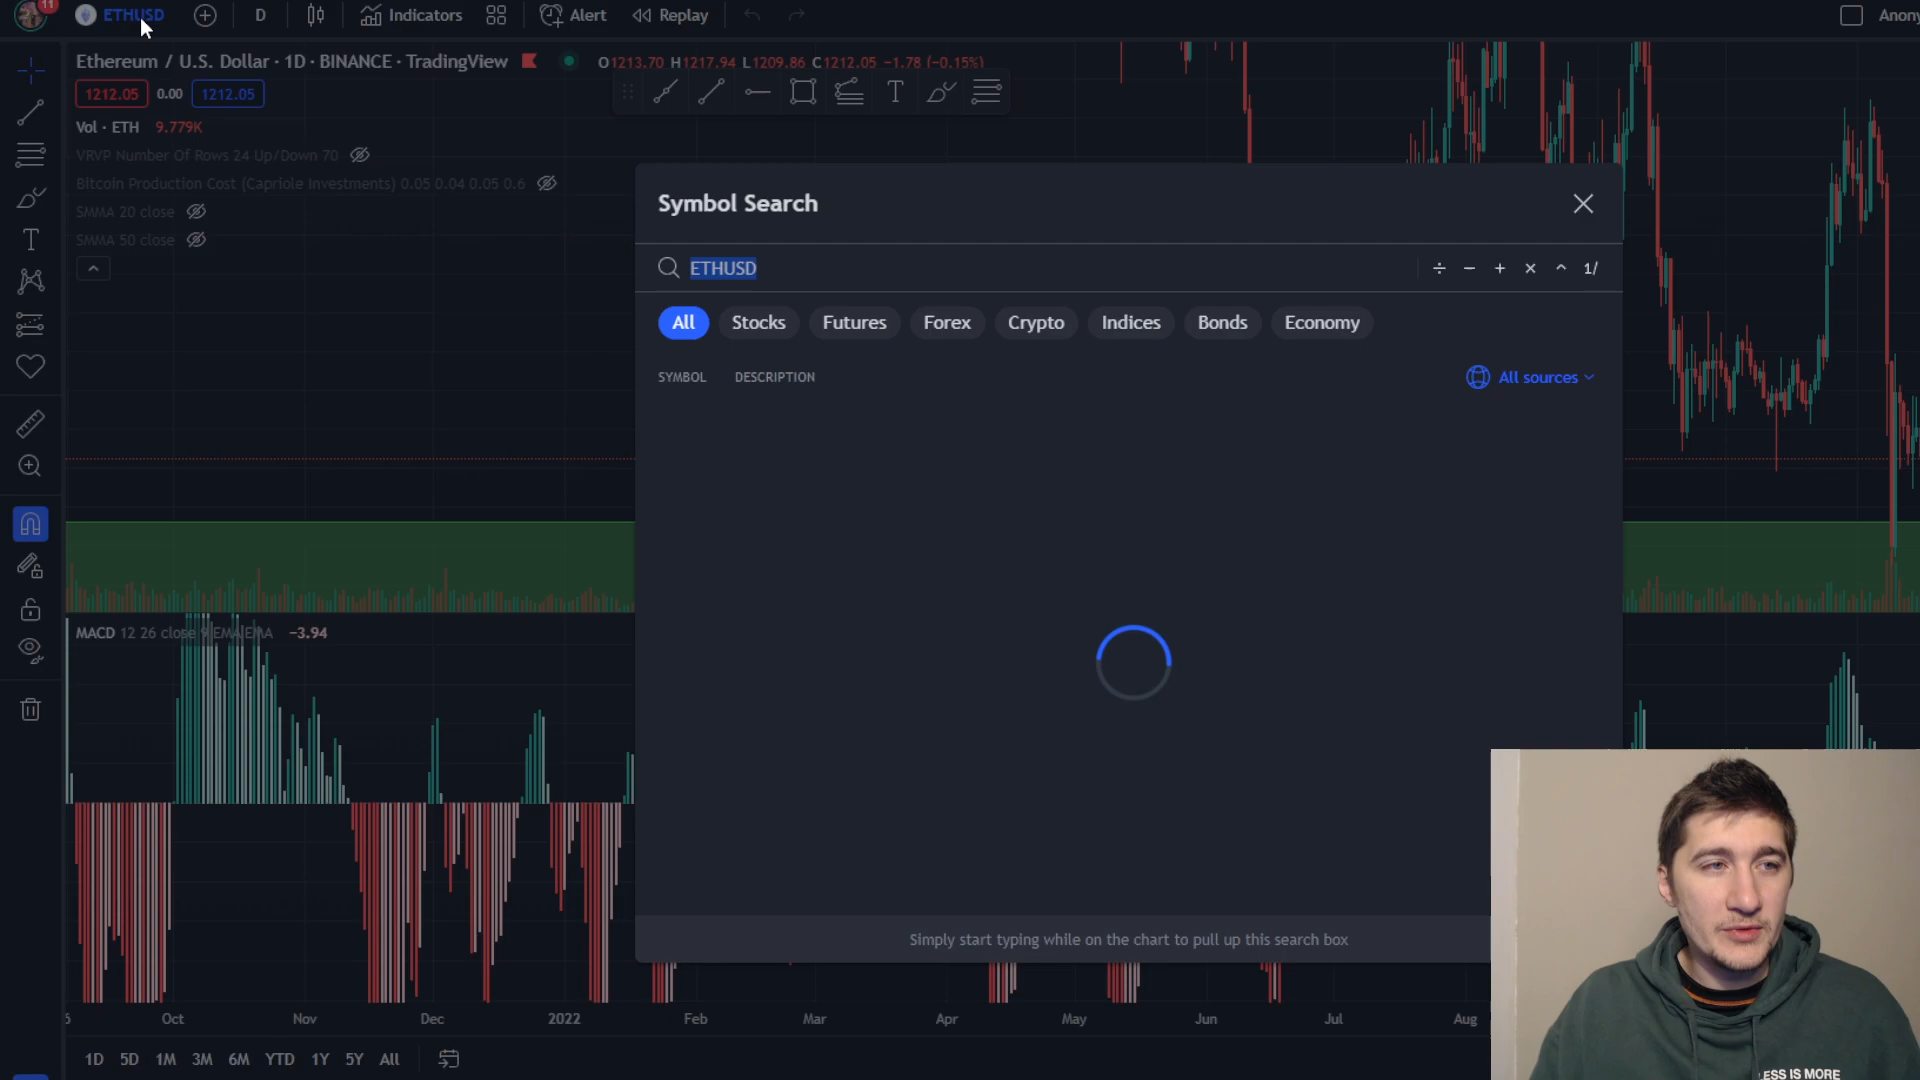 11
ETHUSD
D
Indicators
Alert
Replay
Ethereum / U.S. Dollar · 1D · BINANCE · TradingView
O1213.70 H1217.94 L1209.86 C1212.05 −1.78 (−0.15%)
1212.05 0.00 1212.05
Vol · ETH 9.779K
VRVP Number Of Rows 24 Up/Down 70
Bitcoin Production Cost (Capriole Investments) 0.05 0.04 0.05 0.6
SMMA 20 close
SMMA 50 close
Symbol Search
ETHUSD
÷ − + × ^ 1/
All Stocks Futures Forex Crypto Indices Bonds Economy
SYMBOL DESCRIPTION
All sources
MACD 12 26 close 9 EMA EMA −3.94
Simply start typing while on the chart to pull up this search box
Oct Nov Dec 2022 Feb Mar Apr May Jun Jul Aug
1D 5D 1M 3M 6M YTD 1Y 5Y All
IS MORE